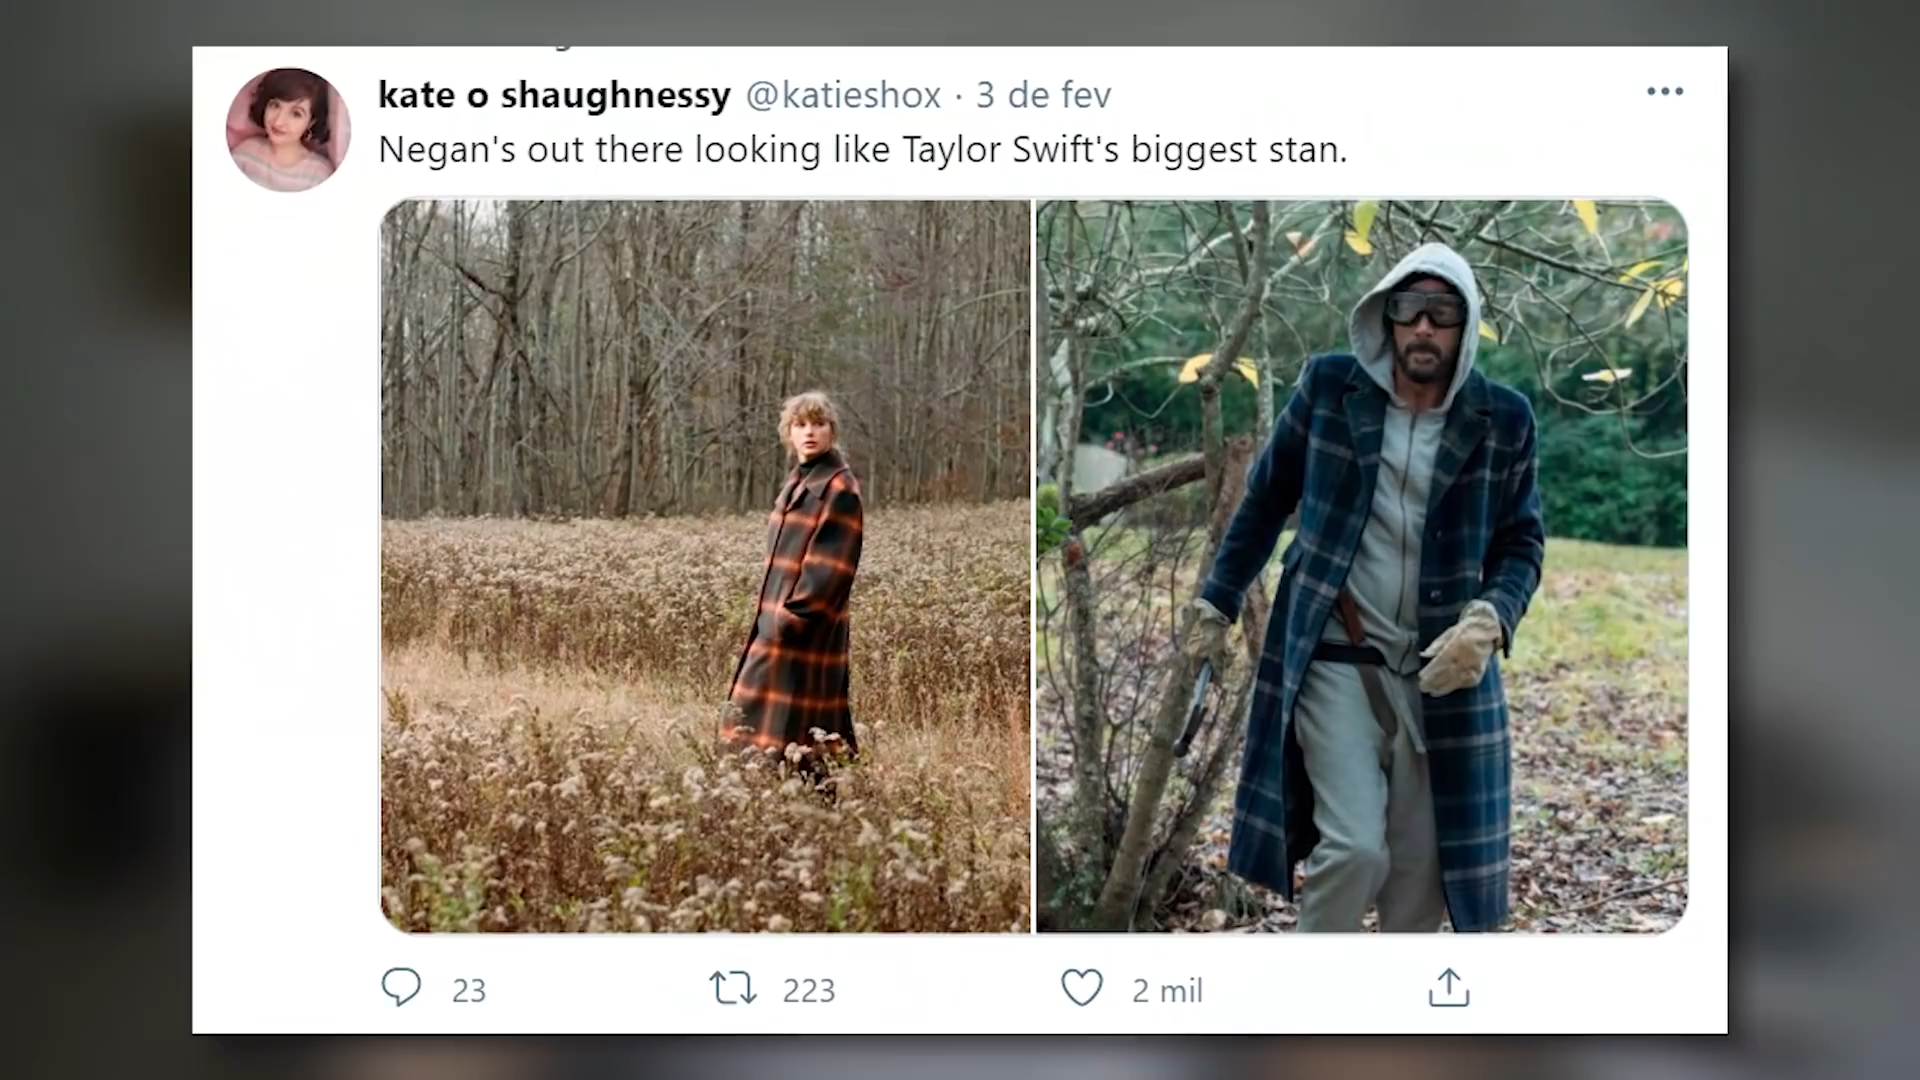 kate o shaughnessy @katieshox · 3 de fev
Negan's out there looking like Taylor Swift's biggest stan.
23 223 2 mil